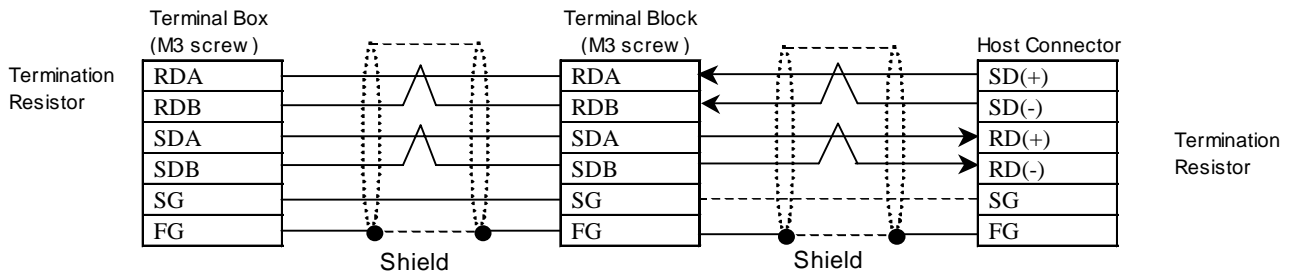 Terminal Box
(M3 screw)
Terminal Block
(M3 screw)
Host Connector
Termination
Resistor
RDA
RDB
SDA
SDB
SG
FG
RDA
RDB
SDA
SDB
SG
FG
SD(+)
SD(-)
RD(+)
RD(-)
SG
FG
Termination
Resistor
Shield
Shield